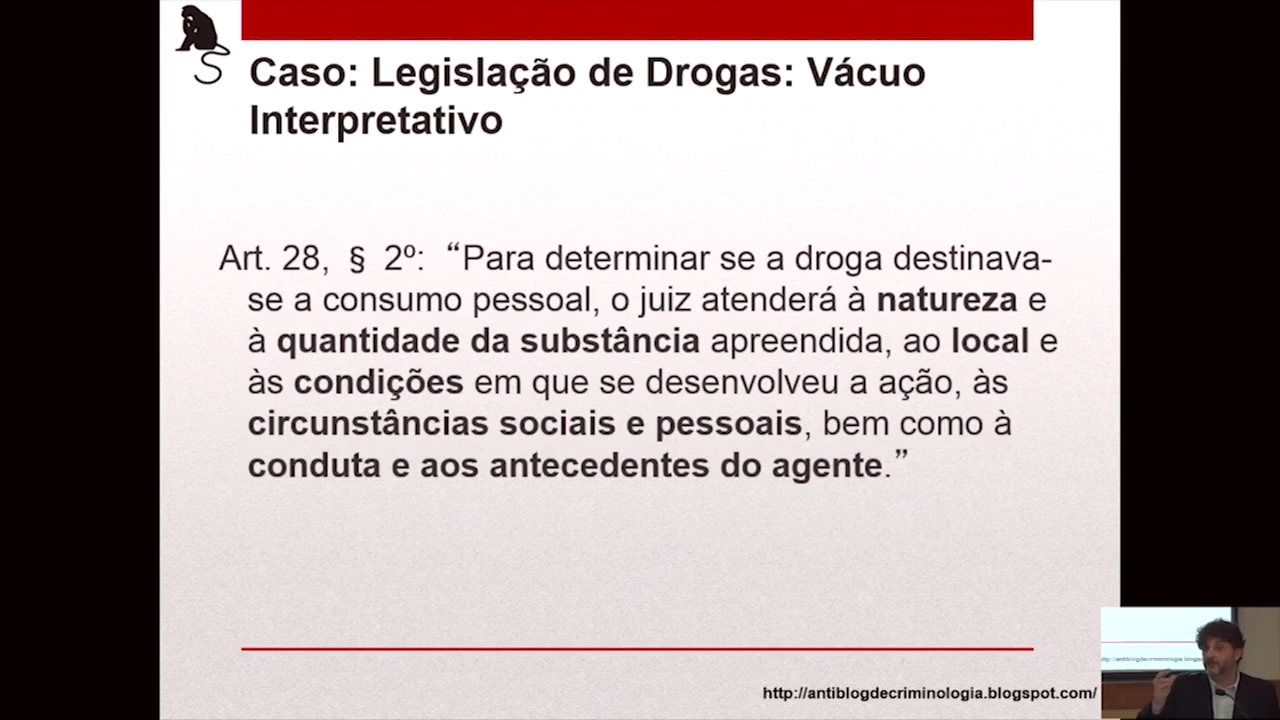 Caso: Legislação de Drogas: Vácuo
Interpretativo
Art. 28, § 2º: “Para determinar se a droga destinava-
se a consumo pessoal, o juiz atenderá à natureza e
à quantidade da substância apreendida, ao local e
às condições em que se desenvolveu a ação, às
circunstâncias sociais e pessoais, bem como à
conduta e aos antecedentes do agente.”
http://antiblogdecriminologia.blogspot.com/